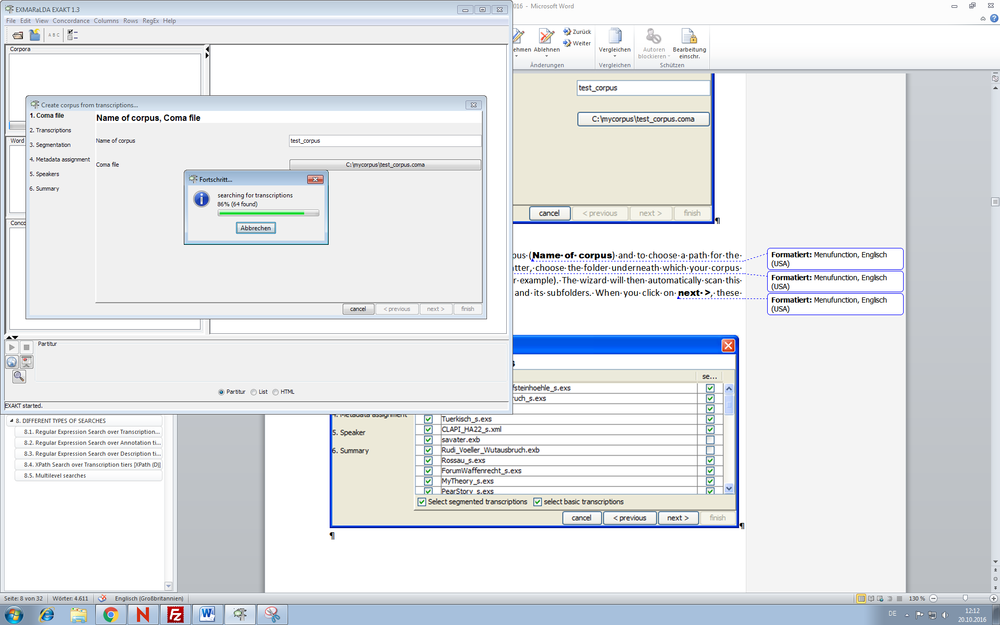 EXMARaLDA EXAKT 1.3
File Edit View Concordance Columns Rows RegEx Help
A B C
Corpora
Create corpus from transcriptions...
1. Coma file
2. Transcriptions
3. Segmentation
4. Metadata assignment
5. Speakers
6. Summary
Name of corpus, Coma file
Name of corpus
test_corpus
Coma file
C:\mycorpus\test_corpus.coma
Fortschritt...
searching for transcriptions
86% (64 found)
Abbrechen
cancel
< previous
next >
finish
Word
Conco
Partitur
Partitur List HTML
EXAKT started.
2016 - Microsoft Word
ehmen
Ablehnen
Zurück
Weiter
Änderungen
Vergleichen
Vergleichen
Autoren
blockieren
Bearbeitung
einschr.
Schützen
test_corpus
C:\mycorpus\test_corpus.coma
cancel
< previous
next >
finish
¶
pus·(Name·of·corpus)·and·to·choose·a·path·for·the·
atter,·choose·the·folder·underneath·which·your·corpus·
r·example).·The·wizard·will·then·automatically·scan·this·
and·its·subfolders.·When·you·click·on·next·>,·these·
Formatiert: Menufunction, Englisch
(USA)
Formatiert: Menufunction, Englisch
(USA)
Formatiert: Menufunction, Englisch
(USA)
s
se...
fsteinhoehle_s.exs
ruch_s.exs
Tuerkisch_s.exs
CLAPI_HA22_s.xml
savater.exb
Rudi_Voeller_Wutausbruch.exb
Rossau_s.exs
ForumWaffenrecht_s.exs
MyTheory_s.exs
PearStory_s.exs
4. Metadata assignment
5. Speaker
6. Summary
Select segmented transcriptions
select basic transcriptions
cancel
< previous
next >
finish
¶
¶
8. DIFFERENT TYPES OF SEARCHES
8.1. Regular Expression Search over Transcription...
8.2. Regular Expression Search over Annotation ti...
8.3. Regular Expression Search over Description ti...
8.4. XPath Search over Transcription tiers [XPath (D)]
8.5. Multilevel searches
Seite: 8 von 32
Wörter: 4.611
Englisch (Großbritannien)
130 %
DE
12:12
20.10.2016